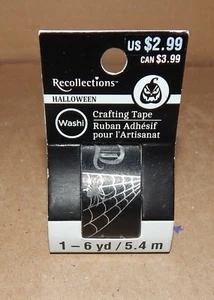 US $2.99
CAN $3.99
Recollections™
HALLOWEEN
Washi
Crafting Tape
Ruban Adhésif
pour l'Artisanat
1 – 6 yd / 5.4 m